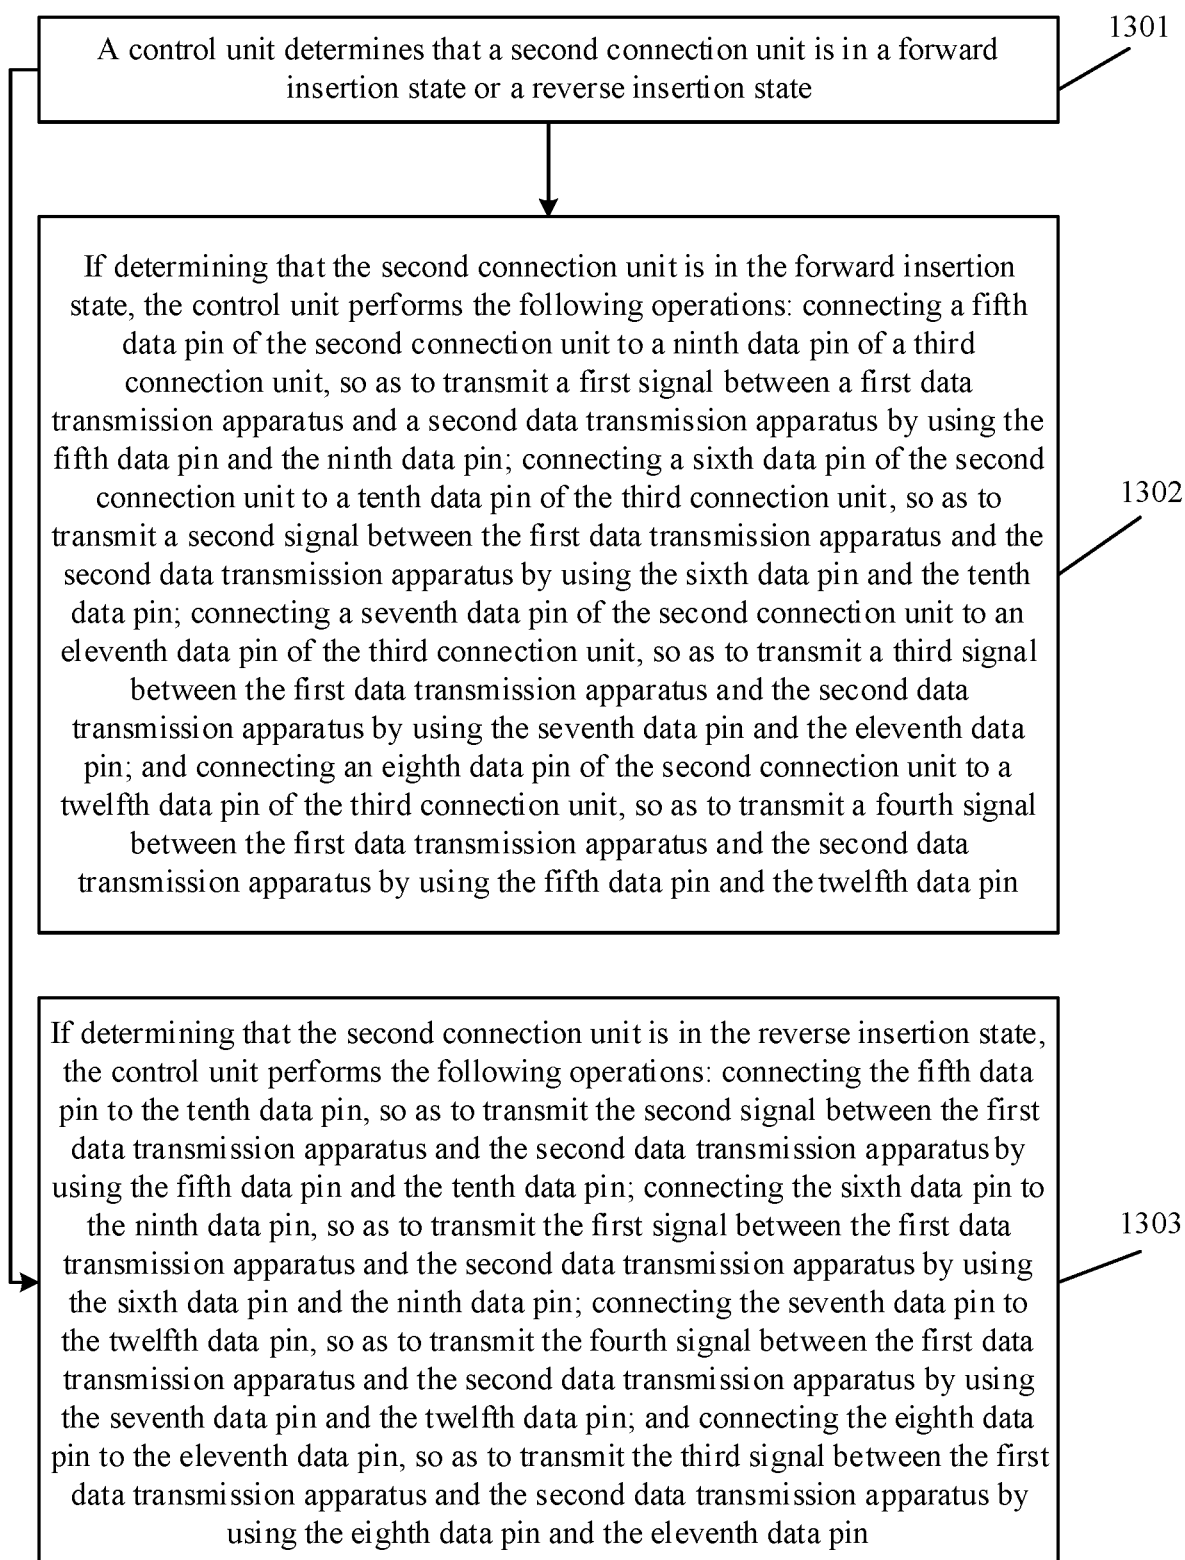 A control unit determines that a second connection unit is in a forward
insertion state or a reverse insertion state
1301
If determining that the second connection unit is in the forward insertion
state, the control unit performs the following operations: connecting a fifth
data pin of the second connection unit to a ninth data pin of a third
connection unit, so as to transmit a first signal between a first data
transmission apparatus and a second data transmission apparatus by using the
fifth data pin and the ninth data pin; connecting a sixth data pin of the second
connection unit to a tenth data pin of the third connection unit, so as to
transmit a second signal between the first data transmission apparatus and the
second data transmission apparatus by using the sixth data pin and the tenth
data pin; connecting a seventh data pin of the second connection unit to an
eleventh data pin of the third connection unit, so as to transmit a third signal
between the first data transmission apparatus and the second data
transmission apparatus by using the seventh data pin and the eleventh data
pin; and connecting an eighth data pin of the second connection unit to a
twelfth data pin of the third connection unit, so as to transmit a fourth signal
between the first data transmission apparatus and the second data
transmission apparatus by using the fifth data pin and the twelfth data pin
1302
If determining that the second connection unit is in the reverse insertion state,
the control unit performs the following operations: connecting the fifth data
pin to the tenth data pin, so as to transmit the second signal between the first
data transmission apparatus and the second data transmission apparatus by
using the fifth data pin and the tenth data pin; connecting the sixth data pin to
the ninth data pin, so as to transmit the first signal between the first data
transmission apparatus and the second data transmission apparatus by using
the sixth data pin and the ninth data pin; connecting the seventh data pin to
the twelfth data pin, so as to transmit the fourth signal between the first data
transmission apparatus and the second data transmission apparatus by using
the seventh data pin and the twelfth data pin; and connecting the eighth data
pin to the eleventh data pin, so as to transmit the third signal between the first
data transmission apparatus and the second data transmission apparatus by
using the eighth data pin and the eleventh data pin
1303